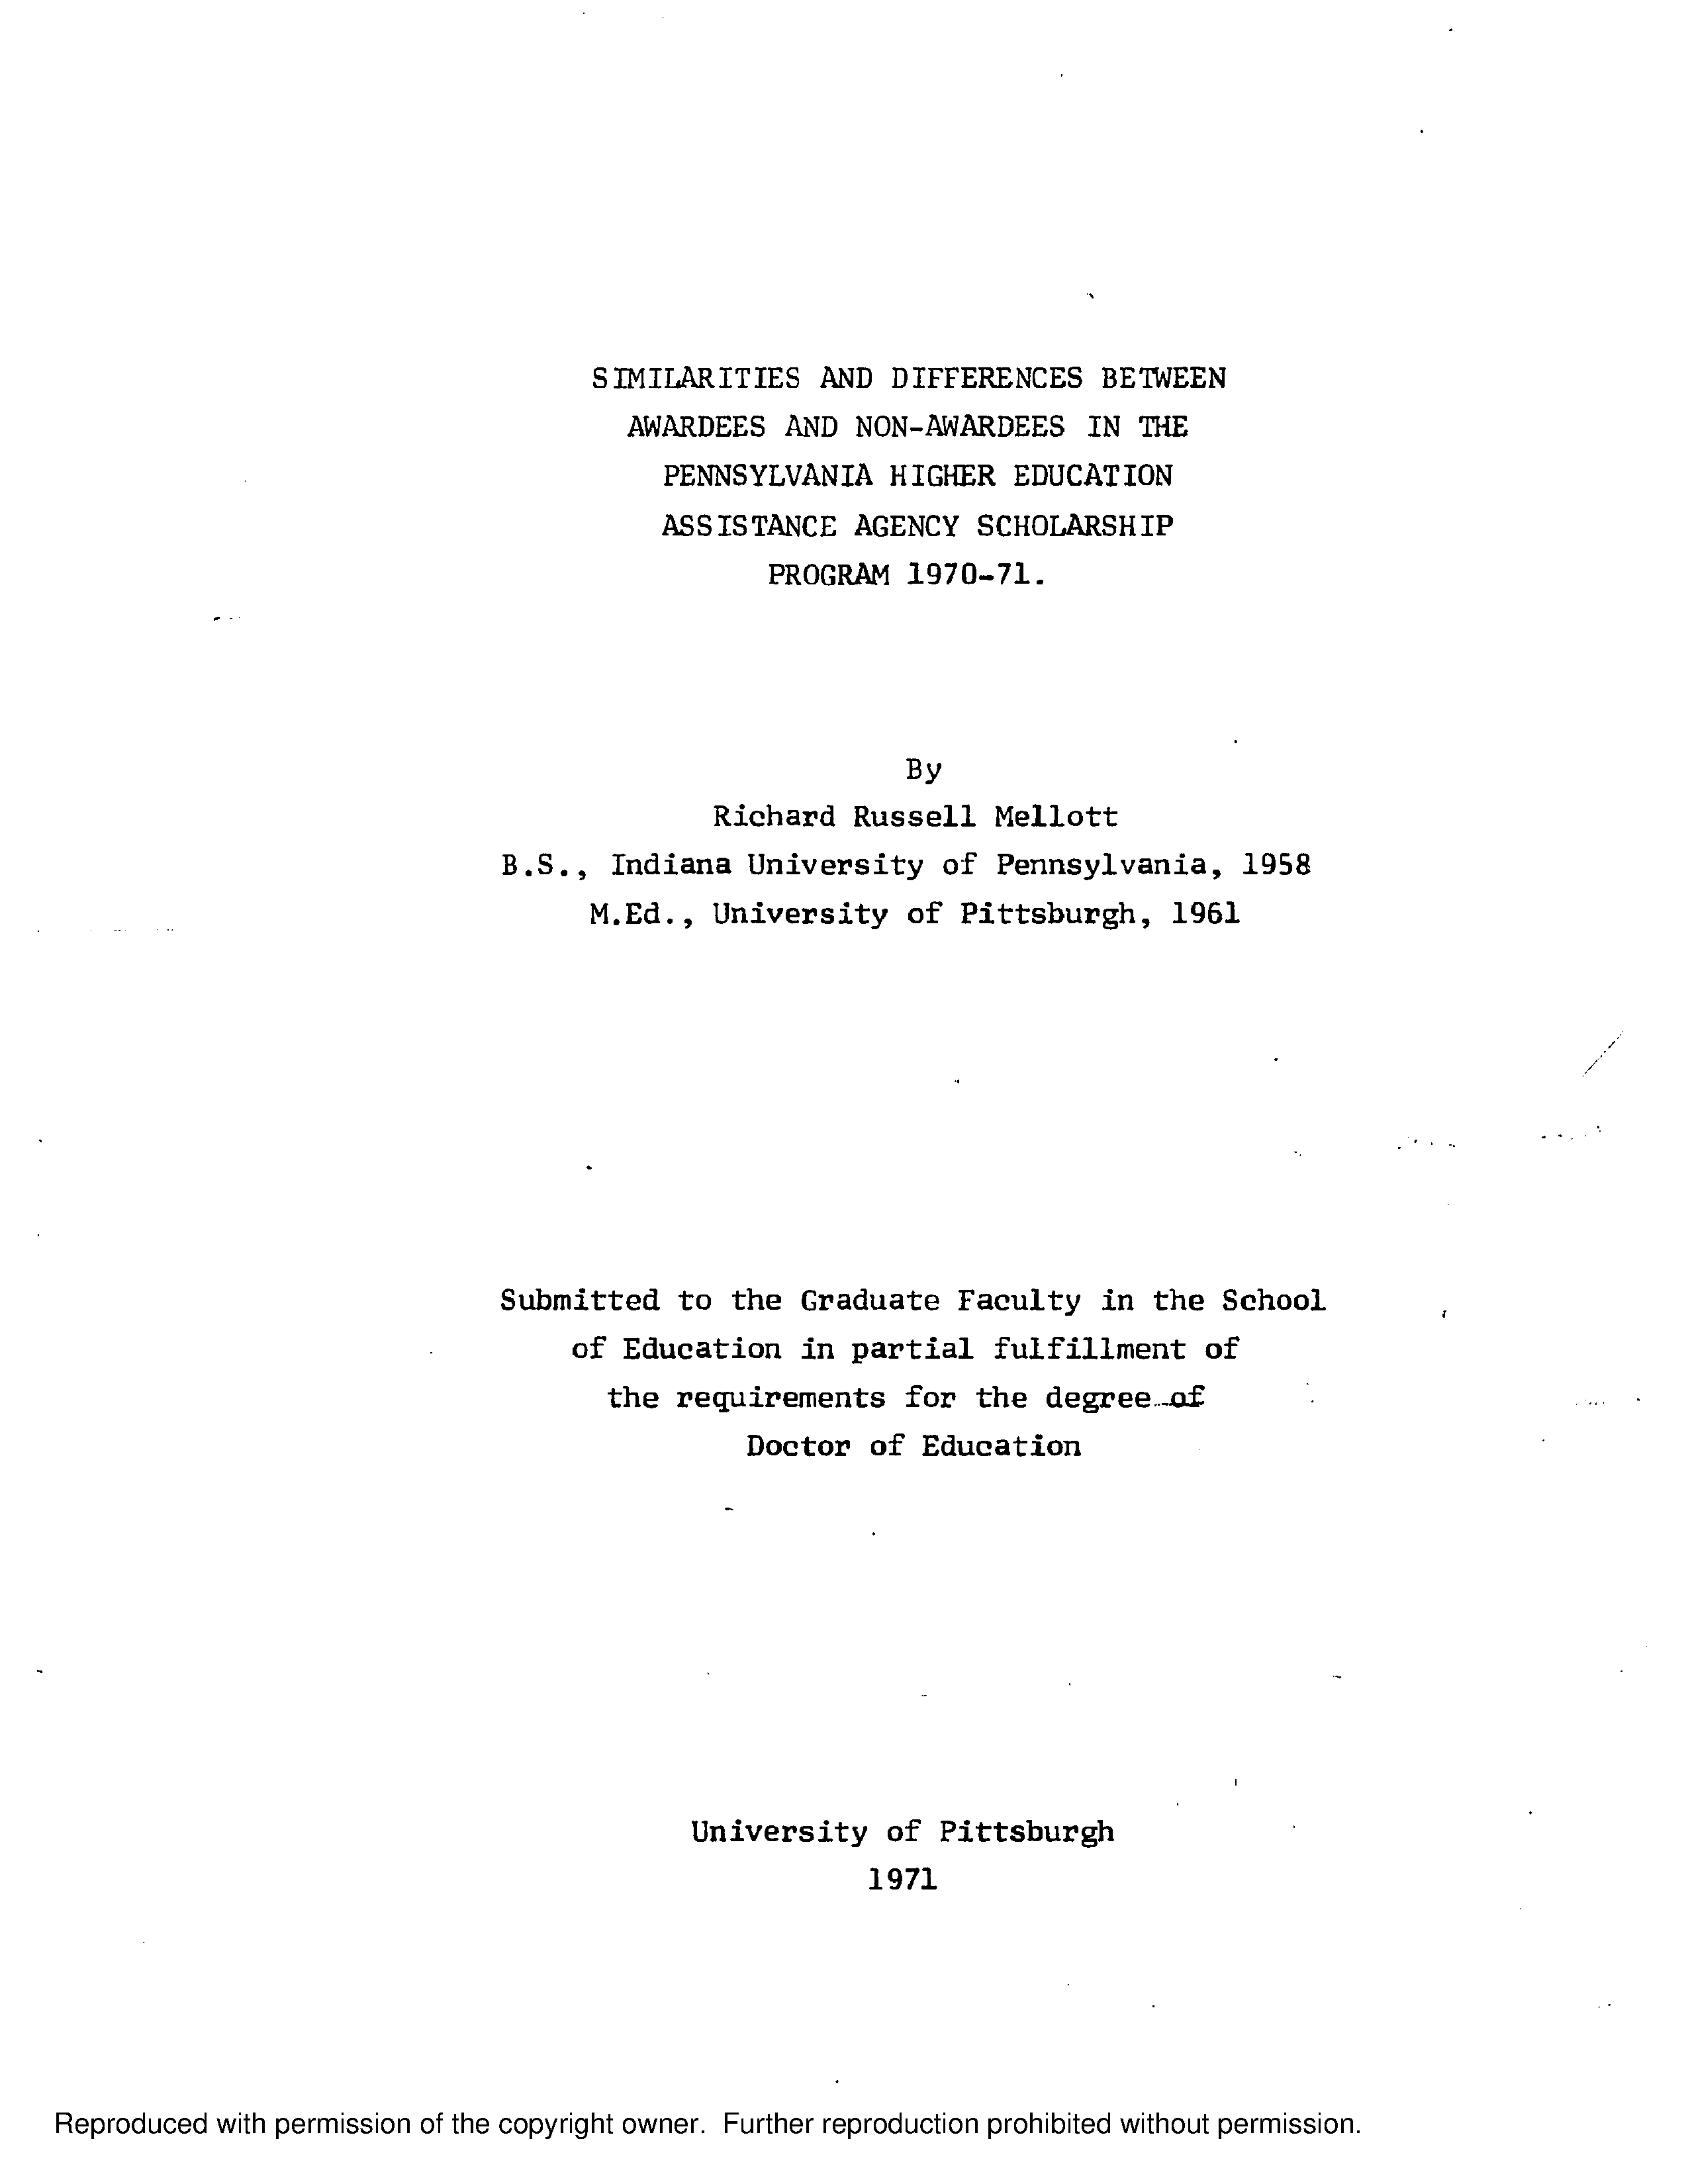 SIMILARITIES AND DIFFERENCES BETWEEN
AWARDEES AND NON-AWARDEES IN THE
PENNSYLVANIA HIGHER EDUCATION
ASSISTANCE AGENCY SCHOLARSHIP
PROGRAM 1970-71.
By
Richard Russell Mellott
B.S., Indiana University of Pennsylvania, 1958
M.Ed., University of Pittsburgh, 1961
Submitted to the Graduate Faculty in the School
of Education in partial fulfillment of
the requirements for the degree of
Doctor of Education
University of Pittsburgh
1971
Reproduced with permission of the copyright owner. Further reproduction prohibited without permission.